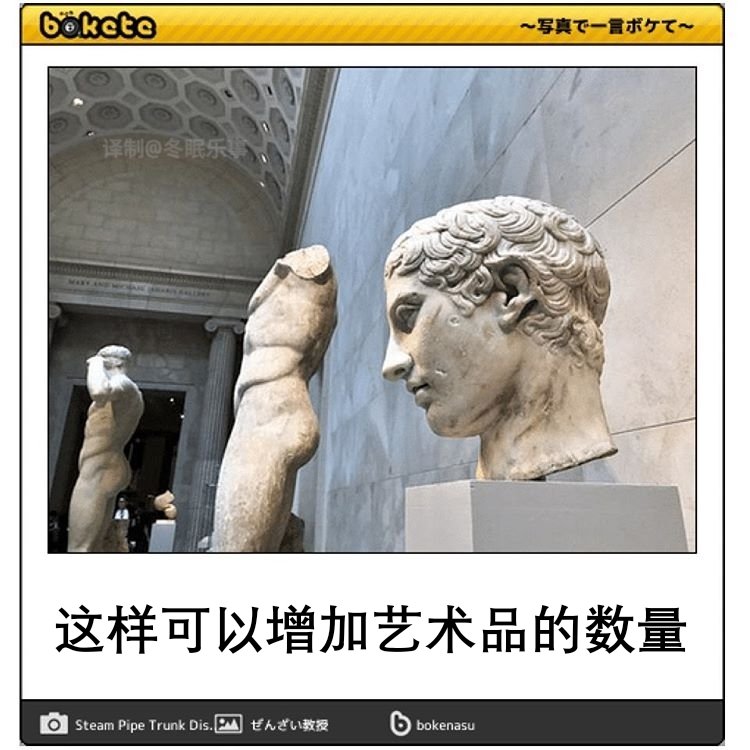 bokete
～写真で一言ボケて～
译制@冬眠乐享
MARY AND MICHAEL JAHARIS GALLERY
这样可以增加艺术品的数量
Steam Pipe Trunk Dis.
ぜんざい教授
bokenasu